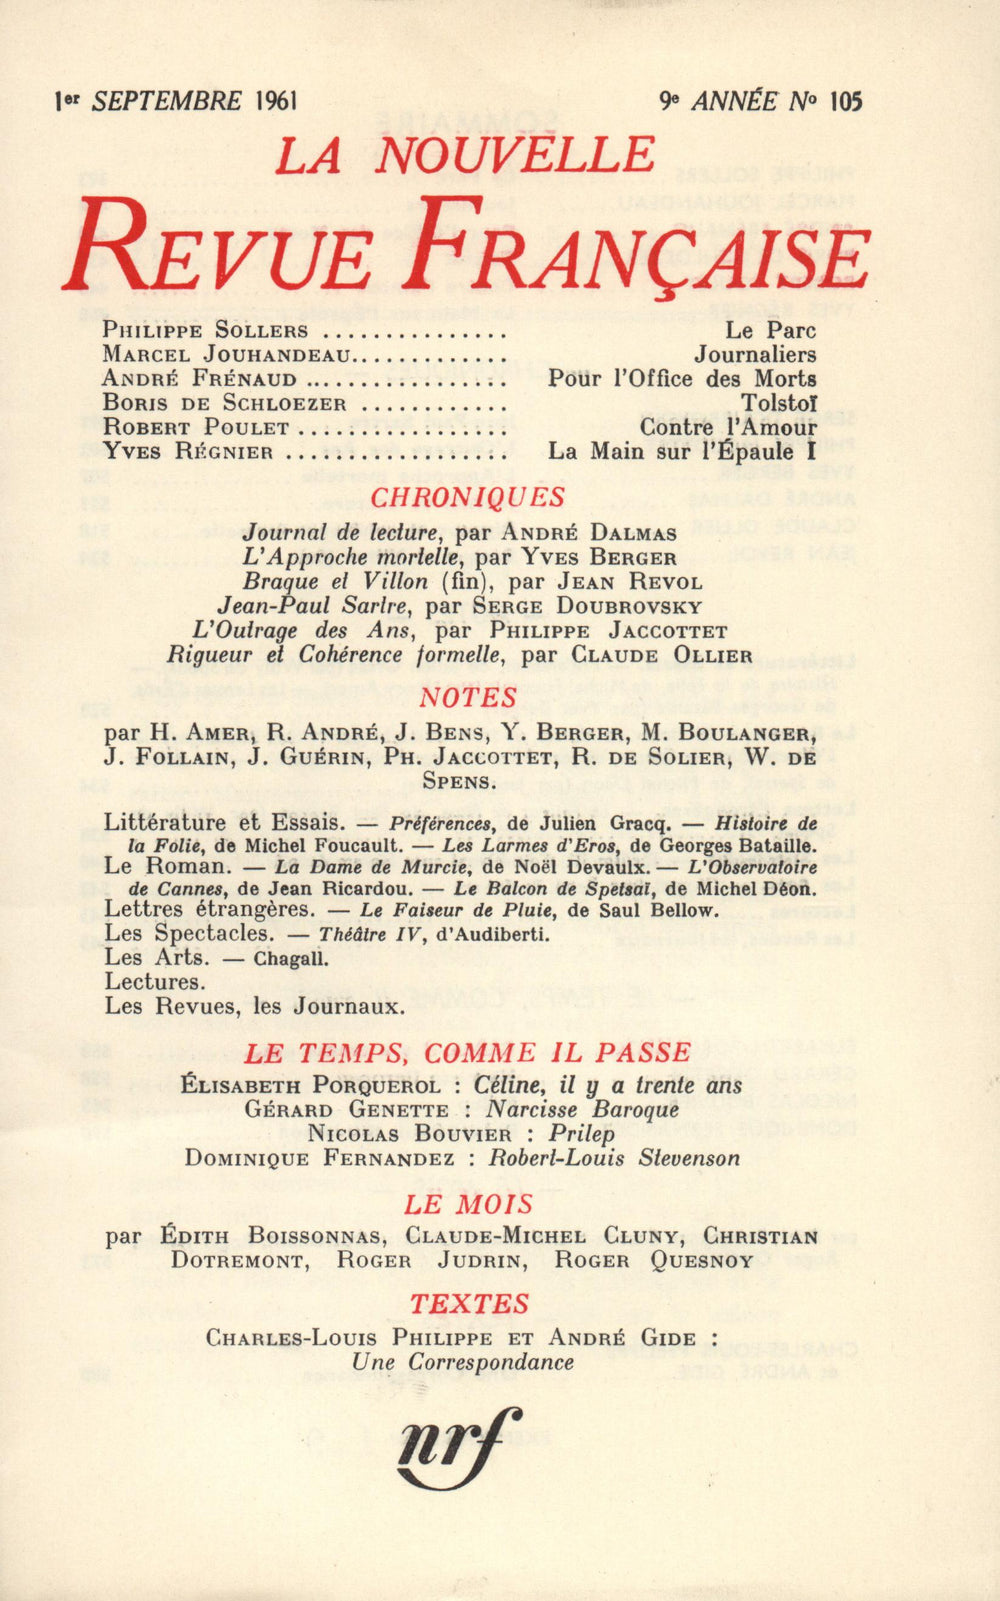 1er SEPTEMBRE 1961 9e ANNÉE No 105
LA NOUVELLE
REVUE FRANÇAISE
PHILIPPE SOLLERS ............... Le Parc
MARCEL JOUHANDEAU............. Journaliers
ANDRÉ FRÉNAUD ................. Pour l'Office des Morts
BORIS DE SCHLOEZER ............ Tolstoï
ROBERT POULET ................. Contre l'Amour
YVES RÉGNIER .................. La Main sur l'Épaule I
CHRONIQUES
Journal de lecture, par ANDRÉ DALMAS
L'Approche mortelle, par YVES BERGER
Braque et Villon (fin), par JEAN REVOL
Jean-Paul Sartre, par SERGE DOUBROVSKY
L'Outrage des Ans, par PHILIPPE JACCOTTET
Rigueur et Cohérence formelle, par CLAUDE OLLIER
NOTES
par H. AMER, R. ANDRÉ, J. BENS, Y. BERGER, M. BOULANGER,
J. FOLLAIN, J. GUÉRIN, PH. JACCOTTET, R. DE SOLIER, W. DE
SPENS.
Littérature et Essais. — Préférences, de Julien Gracq. — Histoire de
la Folie, de Michel Foucault. — Les Larmes d'Eros, de Georges Bataille.
Le Roman. — La Dame de Murcie, de Noël Devaulx. — L'Observatoire
de Cannes, de Jean Ricardou. — Le Balcon de Spetsaï, de Michel Déon.
Lettres étrangères. — Le Faiseur de Pluie, de Saul Bellow.
Les Spectacles. — Théâtre IV, d'Audiberti.
Les Arts. — Chagall.
Lectures.
Les Revues, les Journaux.
LE TEMPS, COMME IL PASSE
ÉLISABETH PORQUEROL : Céline, il y a trente ans
GÉRARD GENETTE : Narcisse Baroque
NICOLAS BOUVIER : Prilep
DOMINIQUE FERNANDEZ : Robert-Louis Stevenson
LE MOIS
par ÉDITH BOISSONNAS, CLAUDE-MICHEL CLUNY, CHRISTIAN
DOTREMONT, ROGER JUDRIN, ROGER QUESNOY
TEXTES
CHARLES-LOUIS PHILIPPE ET ANDRÉ GIDE :
Une Correspondance
nrf